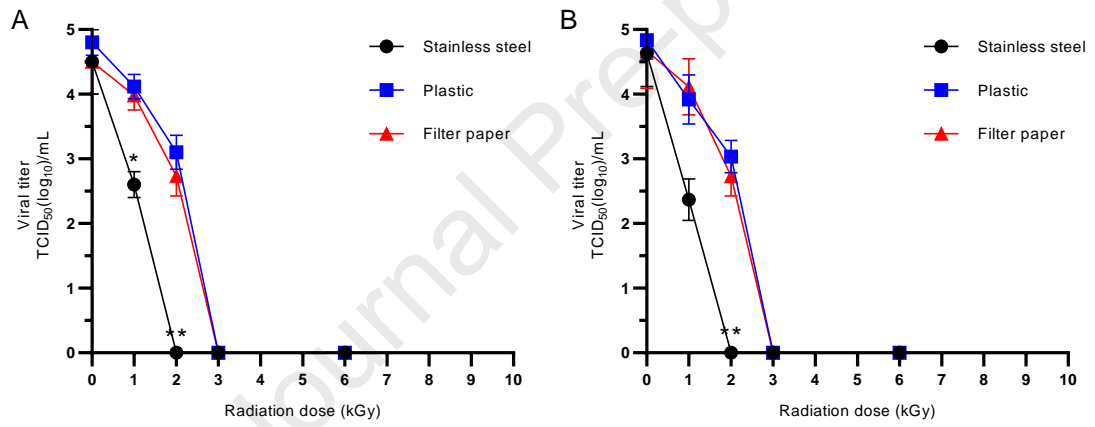 A
5
4
3
2
1
0
Viral titer
TCID50(log10)/mL
*
**
0 1 2 3 4 5 6 7 8 9 10
Radiation dose (kGy)
Stainless steel
Plastic
Filter paper
B
5
4
3
2
1
0
Viral titer
TCID50(log10)/mL
**
0 1 2 3 4 5 6 7 8 9 10
Radiation dose (kGy)
Stainless steel
Plastic
Filter paper
Journal Pre-p